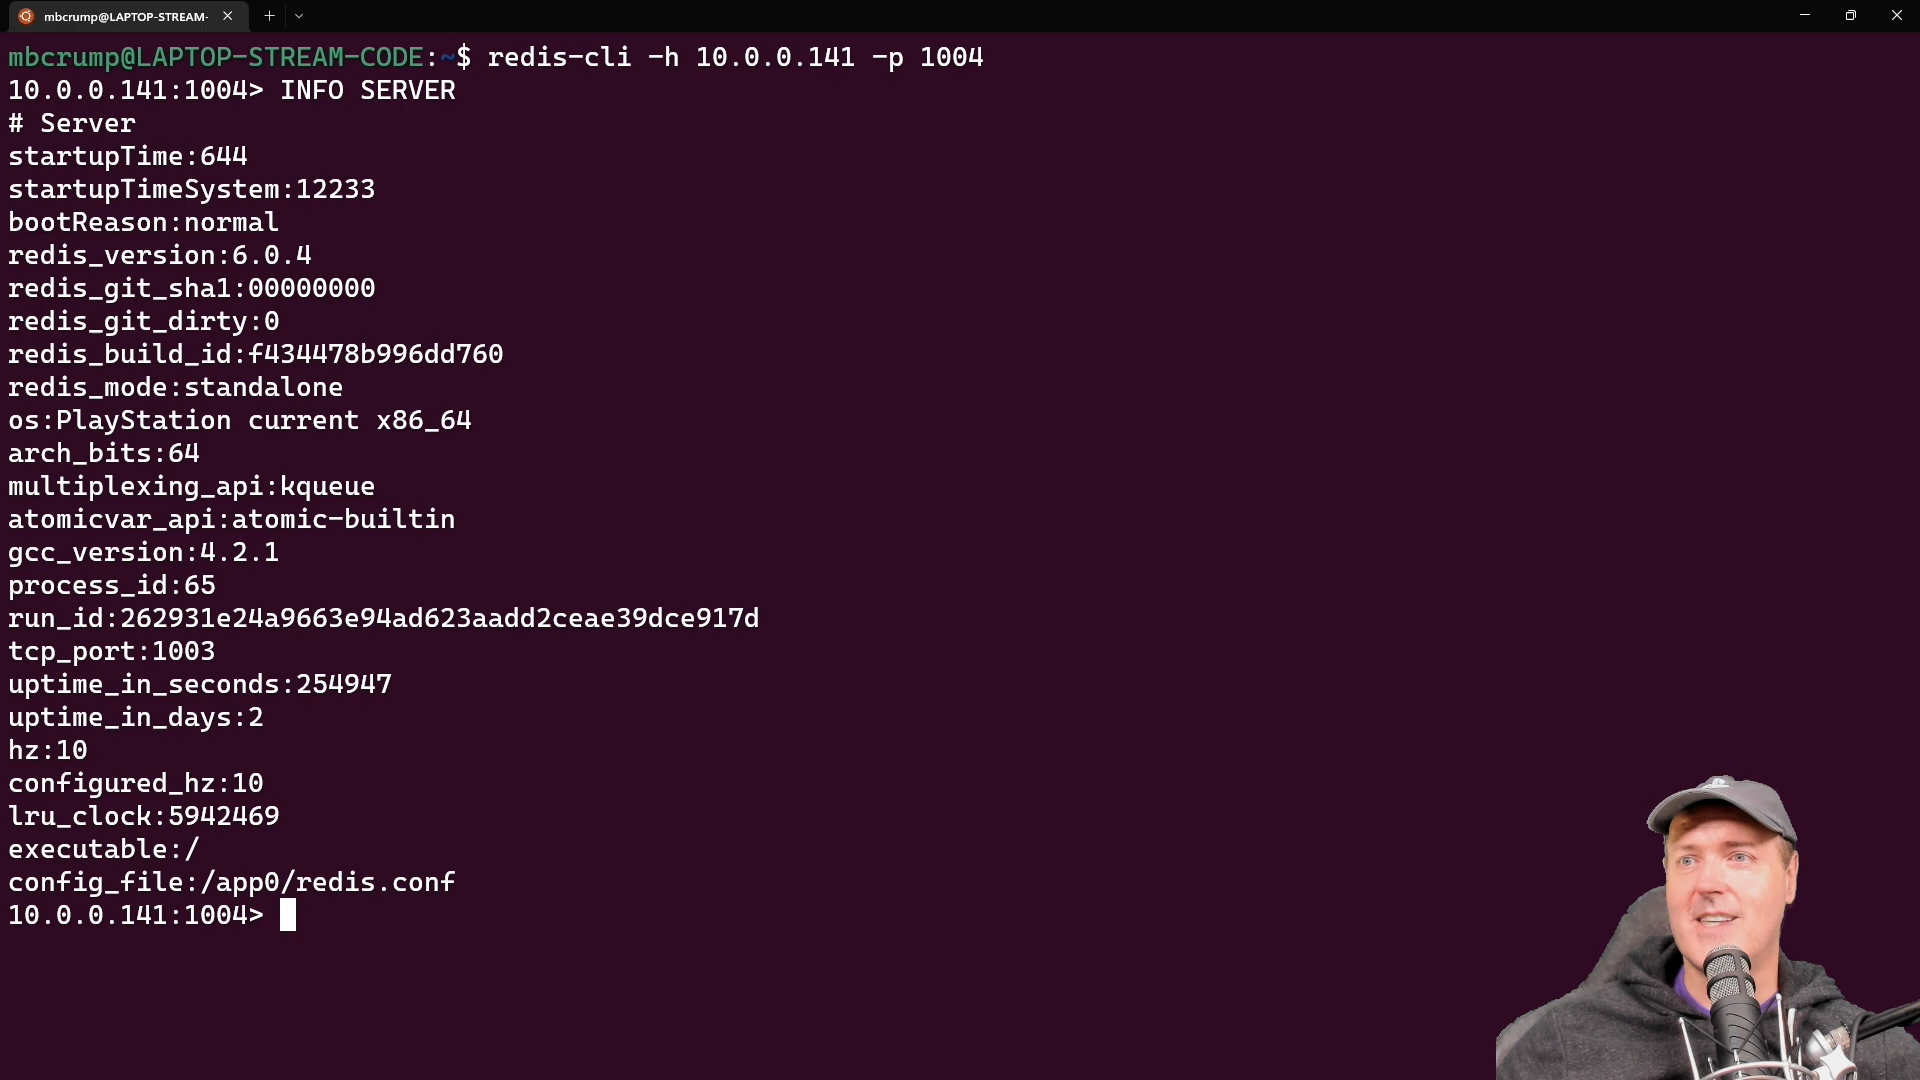 mbcrump@LAPTOP-STREAM-
mbcrump@LAPTOP-STREAM-CODE:~$ redis-cli -h 10.0.0.141 -p 1004
10.0.0.141:1004> INFO SERVER
# Server
startupTime:644
startupTimeSystem:12233
bootReason:normal
redis_version:6.0.4
redis_git_sha1:00000000
redis_git_dirty:0
redis_build_id:f434478b996dd760
redis_mode:standalone
os:PlayStation current x86_64
arch_bits:64
multiplexing_api:kqueue
atomicvar_api:atomic-builtin
gcc_version:4.2.1
process_id:65
run_id:262931e24a9663e94ad623aadd2ceae39dce917d
tcp_port:1003
uptime_in_seconds:254947
uptime_in_days:2
hz:10
configured_hz:10
lru_clock:5942469
executable:/
config_file:/app0/redis.conf
10.0.0.141:1004>